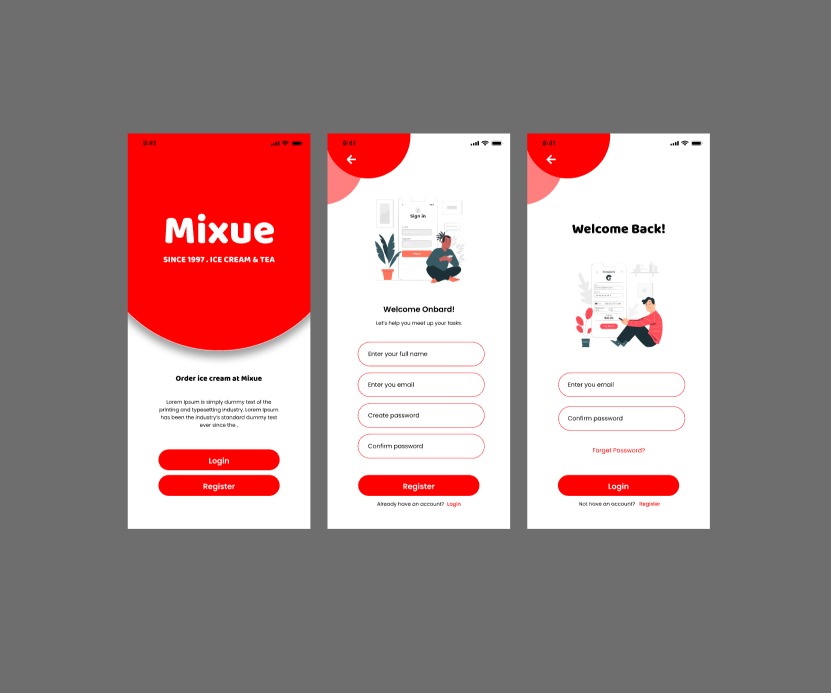 9:41
Mixue
SINCE 1997 . ICE CREAM & TEA
Order ice cream at Mixue
Lorem Ipsum is simply dummy text of the
printing and typesetting industry. Lorem Ipsum
has been the industry's standard dummy text
ever since the .
Login
Register
9:41
Sign in
Welcome Onbard!
Let's help you meet up your tasks.
Enter your full name
Enter you email
Create password
Confirm password
Register
Already have an account? Login
9:41
Welcome Back!
Enter you email
Confirm password
Forget Password?
Login
Not have an account? Register